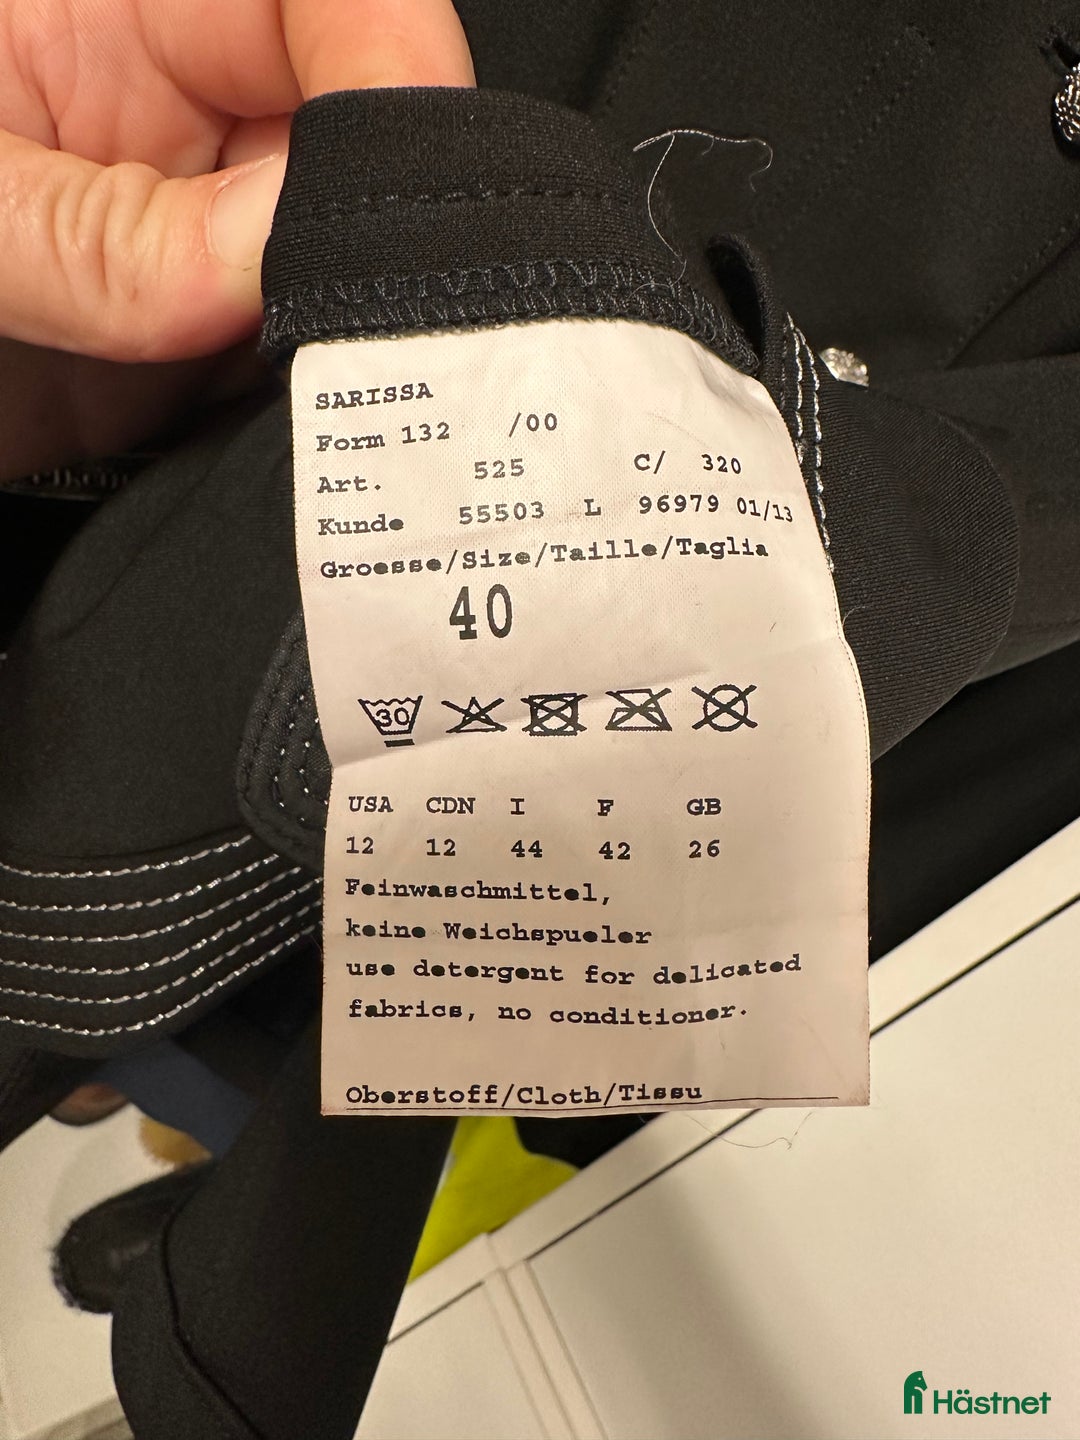 SARISSA
Form 132 /00
Art. 525 C/ 320
Kunde 55503 L 96979 01/13
Groesse/Size/Taille/Taglia
40
30
USA CDN I F GB
12 12 44 42 26
Feinwaschmittel,
keine Weichspueler
use detergent for delicated
fabrics, no conditioner.
Oberstoff/Cloth/Tissu
Hästnet